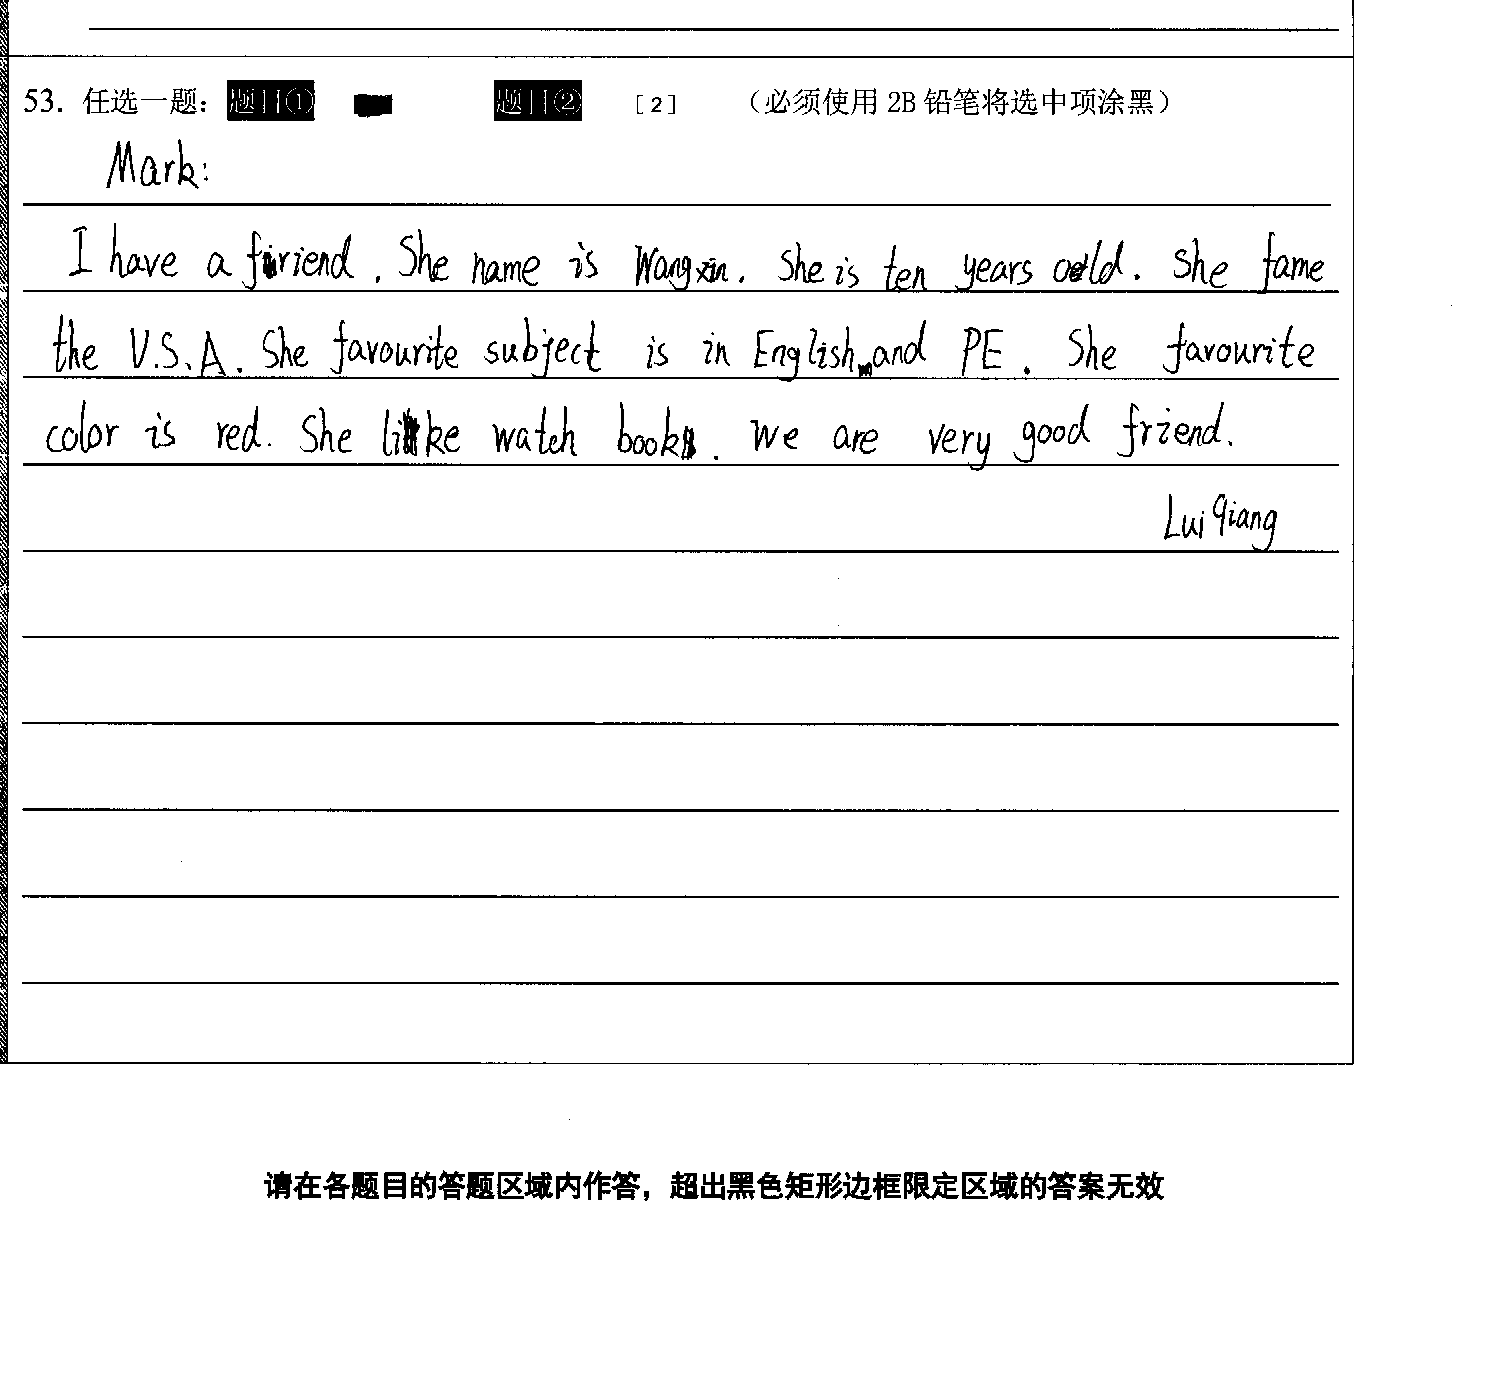 53. 任选一题： 题目① 题目② [2] （必须使用 2B 铅笔将选中项涂黑）
Mark:
I have a friend. She name is Wangxin. She is ten years old. She fame
the U.S.A. She favourite subject is in English and PE. She favourite
color is red. She like watch book. We are very good friend.
Lui qiang
请在各题目的答题区域内作答，超出黑色矩形边框限定区域的答案无效